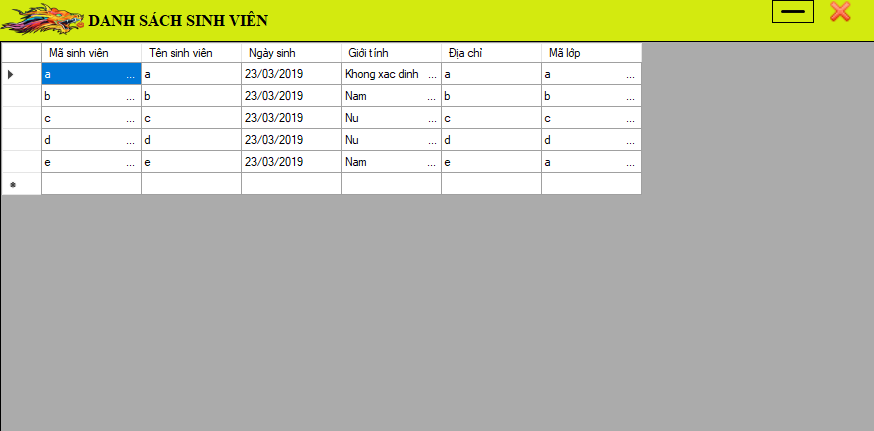 DANH SÁCH SINH VIÊN
Mã sinh viên Tên sinh viên Ngày sinh Giới tính Địa chỉ Mã lớp
a ... a 23/03/2019 Khong xac dinh ... a a ...
b ... b 23/03/2019 Nam ... b b ...
c ... c 23/03/2019 Nu ... c c ...
d ... d 23/03/2019 Nu ... d d ...
e ... e 23/03/2019 Nam ... e a ...